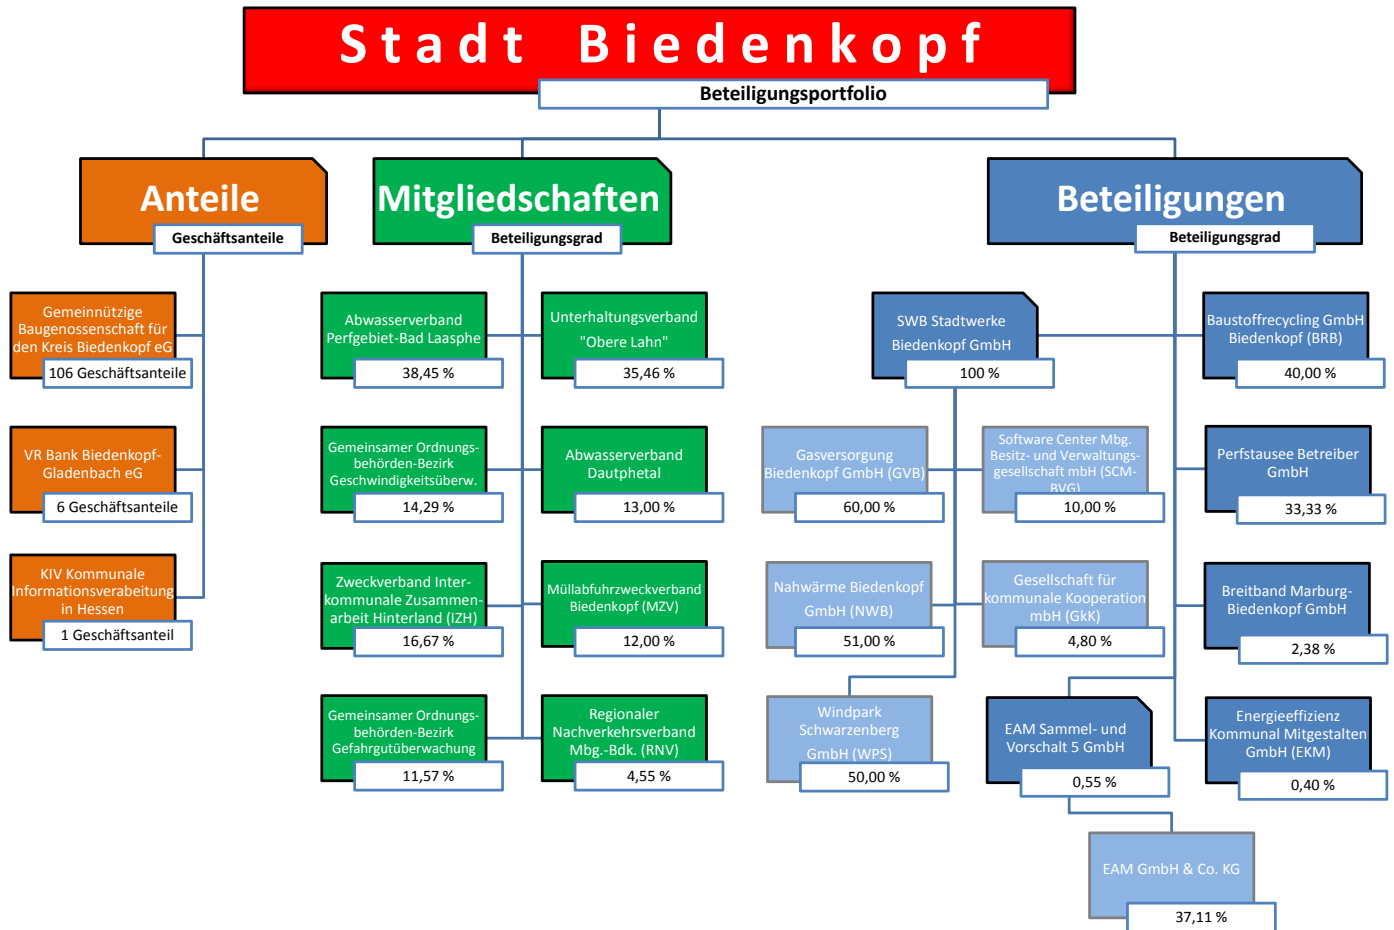 Stadt Biedenkopf
Beteiligungsportfolio
Anteile
Geschäftsanteile
Gemeinnützige
Baugenossenschaft für
den Kreis Biedenkopf eG
106 Geschäftsanteile
VR Bank Biedenkopf-
Gladenbach eG
6 Geschäftsanteile
KIV Kommunale
Informationsverabeitung
in Hessen
1 Geschäftsanteil
Mitgliedschaften
Beteiligungsgrad
Abwasserverband
Perfgebiet-Bad Laasphe
38,45 %
Unterhaltungsverband
"Obere Lahn"
35,46 %
Gemeinsamer Ordnungs-
behörden-Bezirk
Geschwindigkeitsüberw.
14,29 %
Abwasserverband
Dautphetal
13,00 %
Zweckverband Inter-
kommunale Zusammen-
arbeit Hinterland (IZH)
16,67 %
Müllabfuhrzweckverband
Biedenkopf (MZV)
12,00 %
Gemeinsamer Ordnungs-
behörden-Bezirk
Gefahrgutüberwachung
11,57 %
Regionaler
Nachverkehrsverband
Mbg.-Bdk. (RNV)
4,55 %
Beteiligungen
Beteiligungsgrad
SWB Stadtwerke
Biedenkopf GmbH
100 %
Gasversorgung
Biedenkopf GmbH (GVB)
60,00 %
Software Center Mbg.
Besitz- und Verwaltungs-
gesellschaft mbH (SCM-
BVG)
10,00 %
Nahwärme Biedenkopf
GmbH (NWB)
51,00 %
Gesellschaft für
kommunale Kooperation
mbH (GkK)
4,80 %
Windpark
Schwarzenberg
GmbH (WPS)
50,00 %
Baustoffrecycling GmbH
Biedenkopf (BRB)
40,00 %
Perfstausee Betreiber
GmbH
33,33 %
Breitband Marburg-
Biedenkopf GmbH
2,38 %
EAM Sammel- und
Vorschalt 5 GmbH
0,55 %
Energieeffizienz
Kommunal Mitgestalten
GmbH (EKM)
0,40 %
EAM GmbH & Co. KG
37,11 %